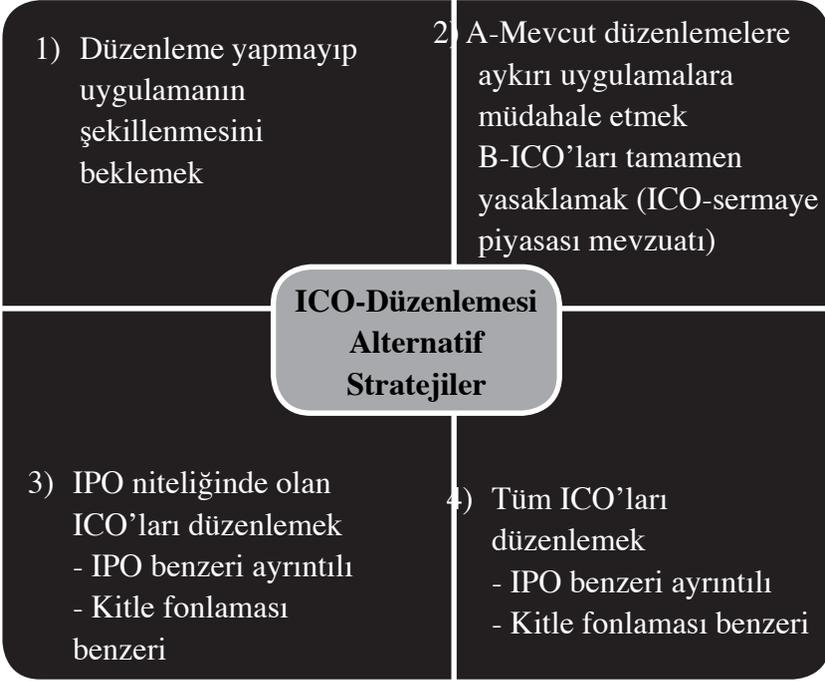 1) Düzenleme yapmayıp
uygulamanın
şekillenmesini
beklemek
2) A-Mevcut düzenlemelere
aykırı uygulamalara
müdahale etmek
B-ICO’ları tamamen
yasaklamak (ICO-sermaye
piyasası mevzuatı)
ICO-Düzenlemesi
Alternatif
Stratejiler
3) IPO niteliğinde olan
ICO’ları düzenlemek
- IPO benzeri ayrıntılı
- Kitle fonlaması
benzeri
4) Tüm ICO’ları
düzenlemek
- IPO benzeri ayrıntılı
- Kitle fonlaması benzeri